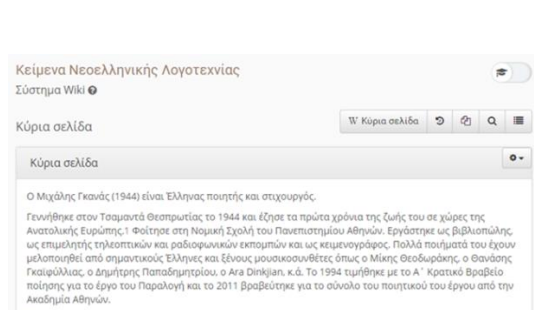 Κείμενα Νεοελληνικής Λογοτεχνίας
Σύστημα Wiki
Κύρια σελίδα
W Κύρια σελίδα
Κύρια σελίδα
Ο Μιχάλης Γκανάς (1944) είναι Έλληνας ποιητής και στιχουργός.
Γεννήθηκε στον Τσαμαντά Θεσπρωτίας το 1944 και έζησε τα πρώτα χρόνια της ζωής του σε χώρες της
Ανατολικής Ευρώπης.1 Φοίτησε στη Νομική Σχολή του Πανεπιστημίου Αθηνών. Εργάστηκε ως βιβλιοπώλης,
ως επιμελητής τηλεοπτικών και ραδιοφωνικών εκπομπών και ως κειμενογράφος. Πολλά ποιήματά του έχουν
μελοποιηθεί από σημαντικούς Έλληνες και ξένους μουσικοσυνθέτες όπως ο Μίκης Θεοδωράκης, ο Θανάσης
Γκαϊφύλλιας, ο Δημήτρης Παπαδημητρίου, ο Ara Dinkjian, κ.ά. Το 1994 τιμήθηκε με το Α΄ Κρατικό Βραβείο
ποίησης για το έργο του Παραλογή και το 2011 βραβεύτηκε για το σύνολο του ποιητικού του έργου από την
Ακαδημία Αθηνών.